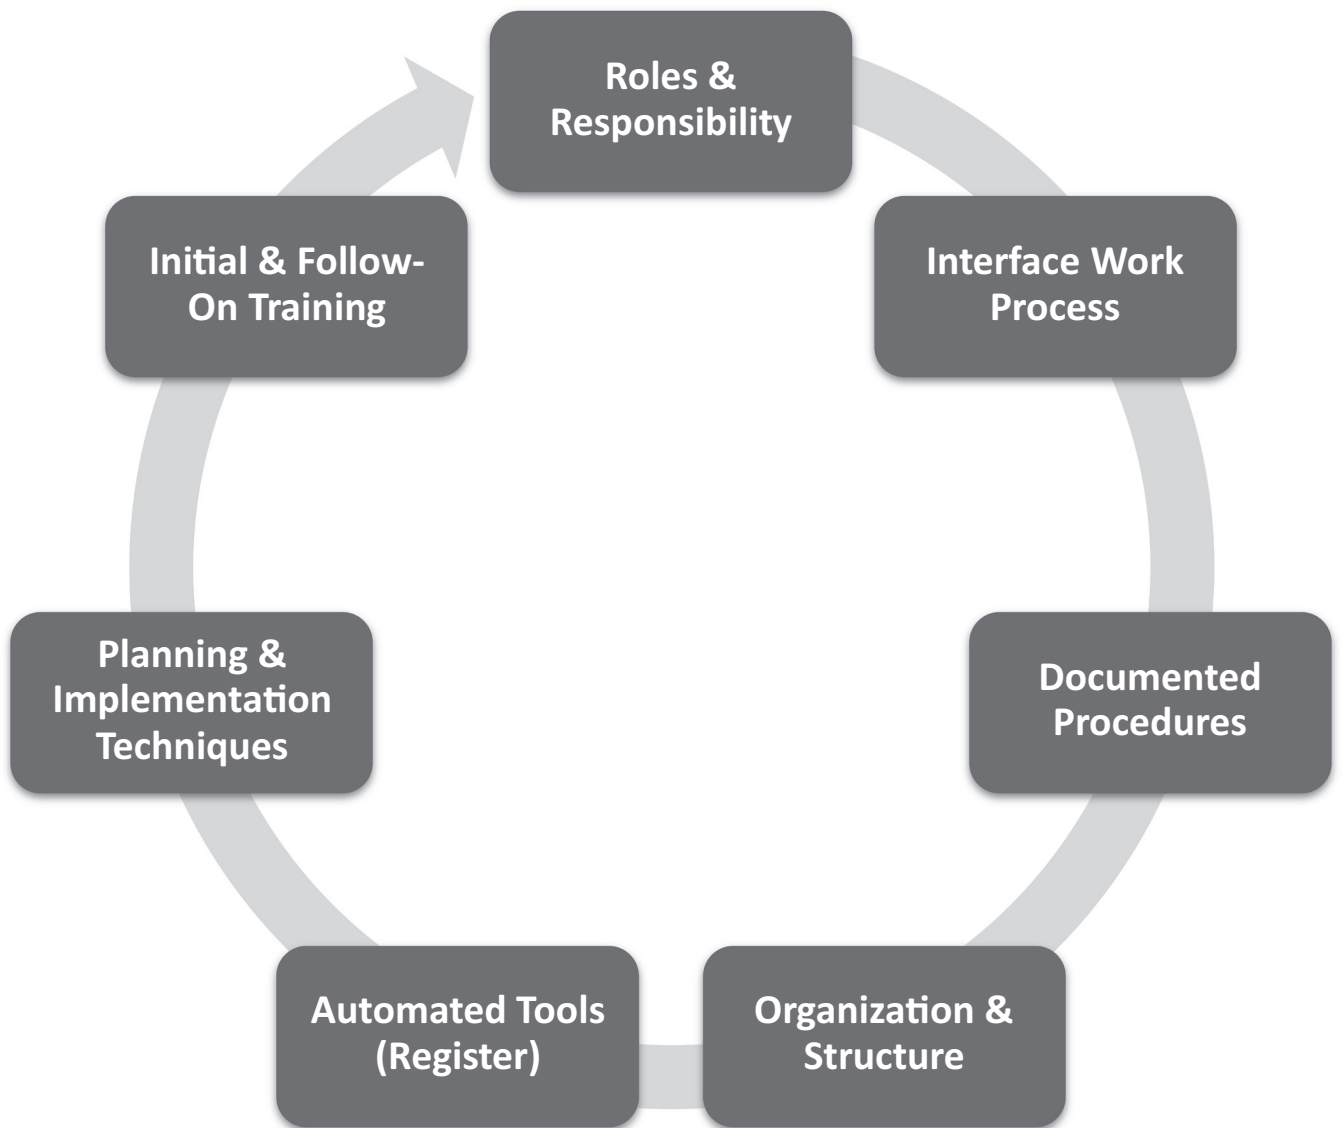 Roles &
Responsibility
Interface Work
Process
Documented
Procedures
Organization &
Structure
Automated Tools
(Register)
Planning &
Implementation
Techniques
Initial & Follow-
On Training